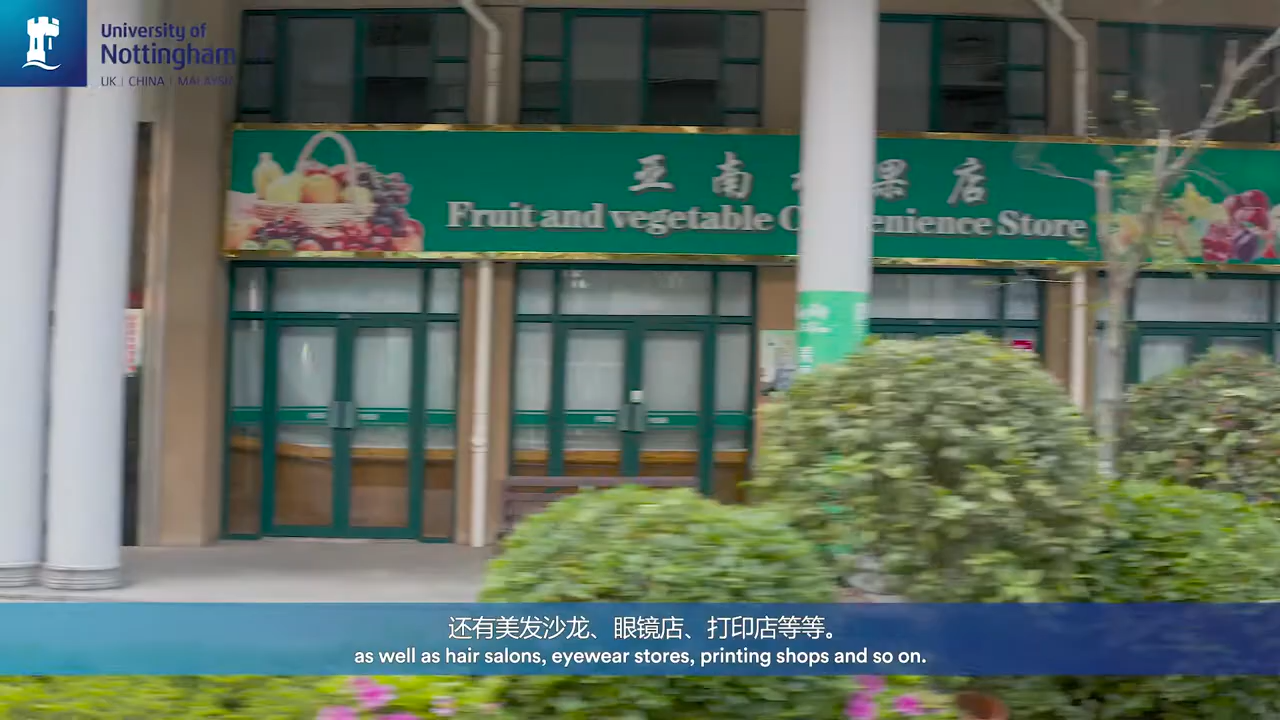 University of
Nottingham
UK | CHINA | MALAYSIA
亚南 果店
Fruit and vegetable Store
还有美发沙龙、眼镜店、打印店等等。
as well as hair salons, eyewear stores, printing shops and so on.